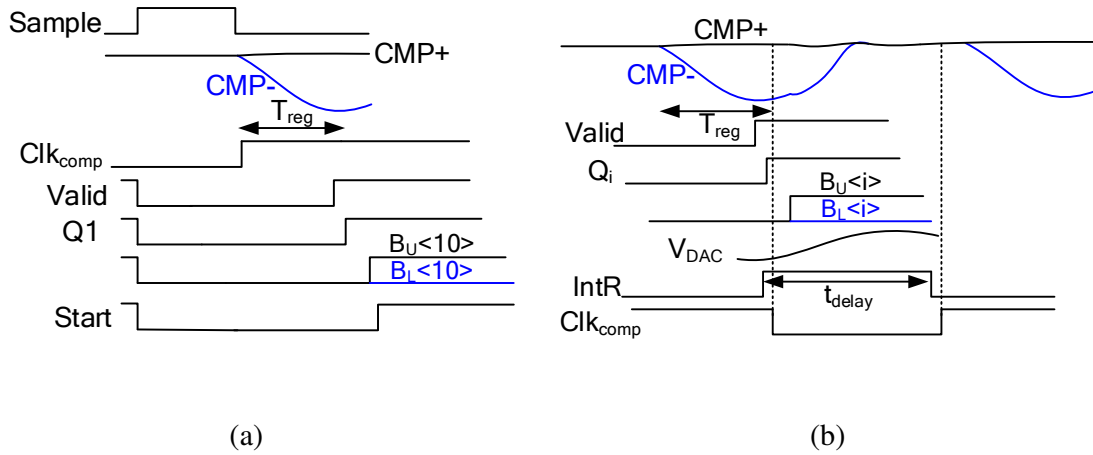 Sample
CMP+
CMP-
T_reg
Clk_comp
Valid
Q1
B_U<10>
B_L<10>
Start
(a)
CMP+
CMP-
T_reg
Valid
Q_i
B_U<i>
B_L<i>
V_DAC
IntR
t_delay
Clk_comp
(b)